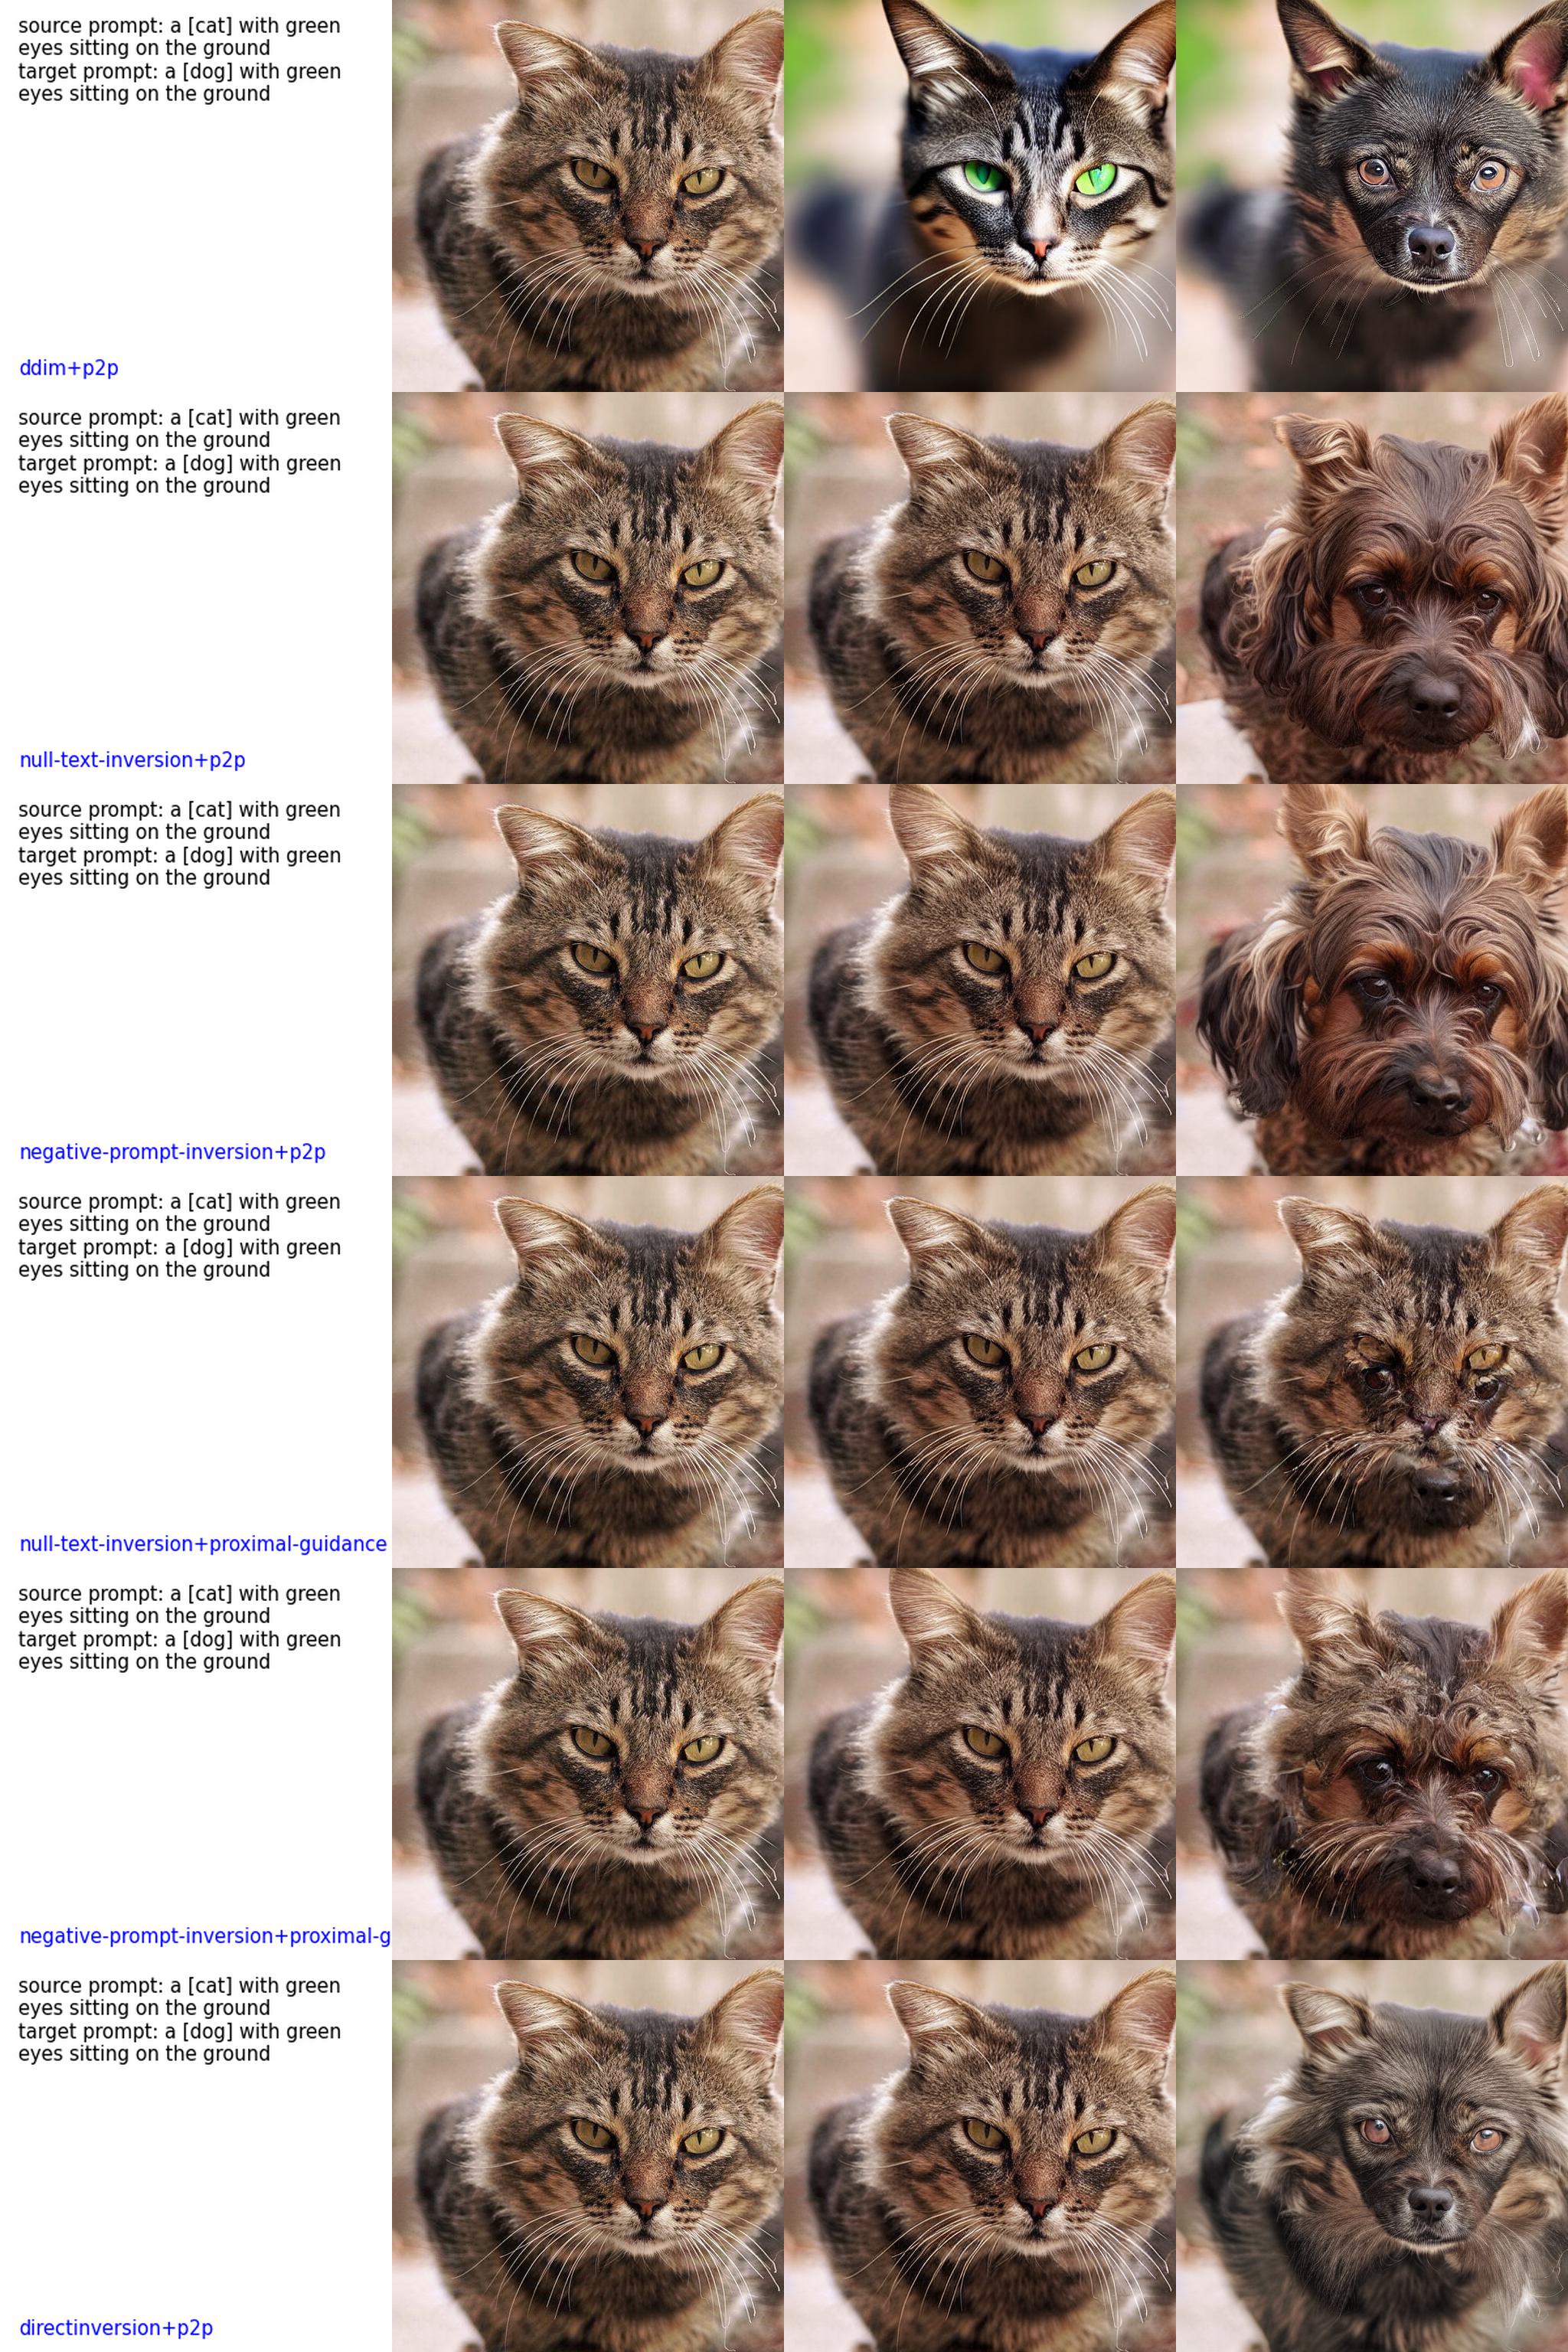 source prompt: a [cat] with green
eyes sitting on the ground
target prompt: a [dog] with green
eyes sitting on the ground
ddim+p2p
source prompt: a [cat] with green
eyes sitting on the ground
target prompt: a [dog] with green
eyes sitting on the ground
null-text-inversion+p2p
source prompt: a [cat] with green
eyes sitting on the ground
target prompt: a [dog] with green
eyes sitting on the ground
negative-prompt-inversion+p2p
source prompt: a [cat] with green
eyes sitting on the ground
target prompt: a [dog] with green
eyes sitting on the ground
null-text-inversion+proximal-guidance
source prompt: a [cat] with green
eyes sitting on the ground
target prompt: a [dog] with green
eyes sitting on the ground
negative-prompt-inversion+proximal-g
source prompt: a [cat] with green
eyes sitting on the ground
target prompt: a [dog] with green
eyes sitting on the ground
directinversion+p2p